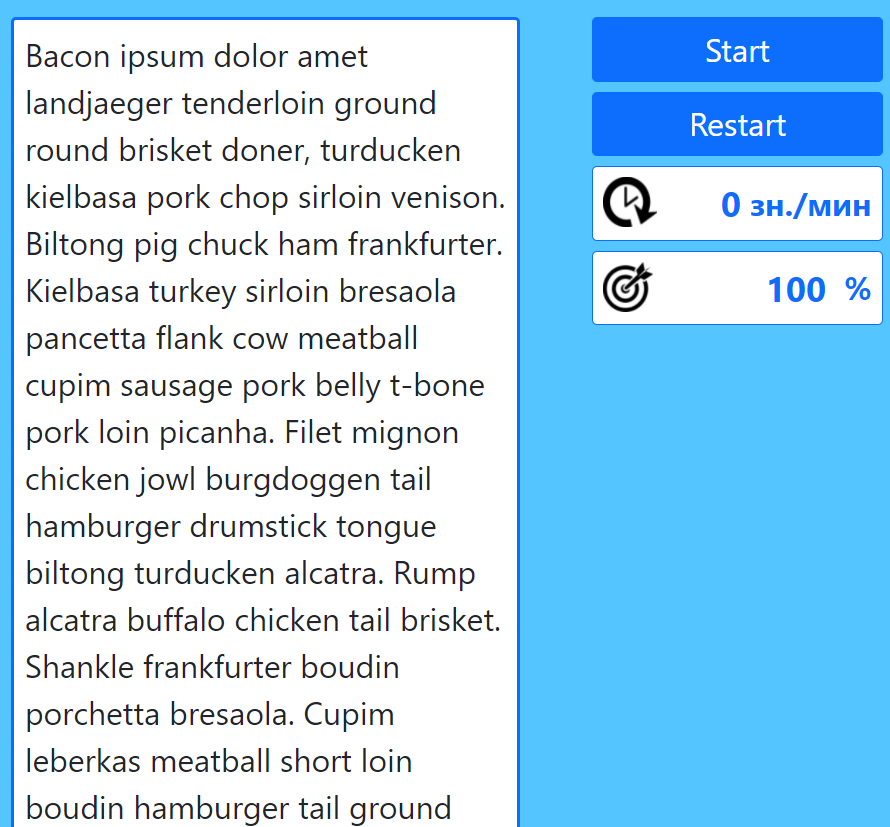 Bacon ipsum dolor amet
landjaeger tenderloin ground
round brisket doner, turducken
kielbasa pork chop sirloin venison.
Biltong pig chuck ham frankfurter.
Kielbasa turkey sirloin bresaola
pancetta flank cow meatball
cupim sausage pork belly t-bone
pork loin picanha. Filet mignon
chicken jowl burgdoggen tail
hamburger drumstick tongue
biltong turducken alcatra. Rump
alcatra buffalo chicken tail brisket.
Shankle frankfurter boudin
porchetta bresaola. Cupim
leberkas meatball short loin
boudin hamburger tail ground
Start
Restart
0 зн./мин
100 %